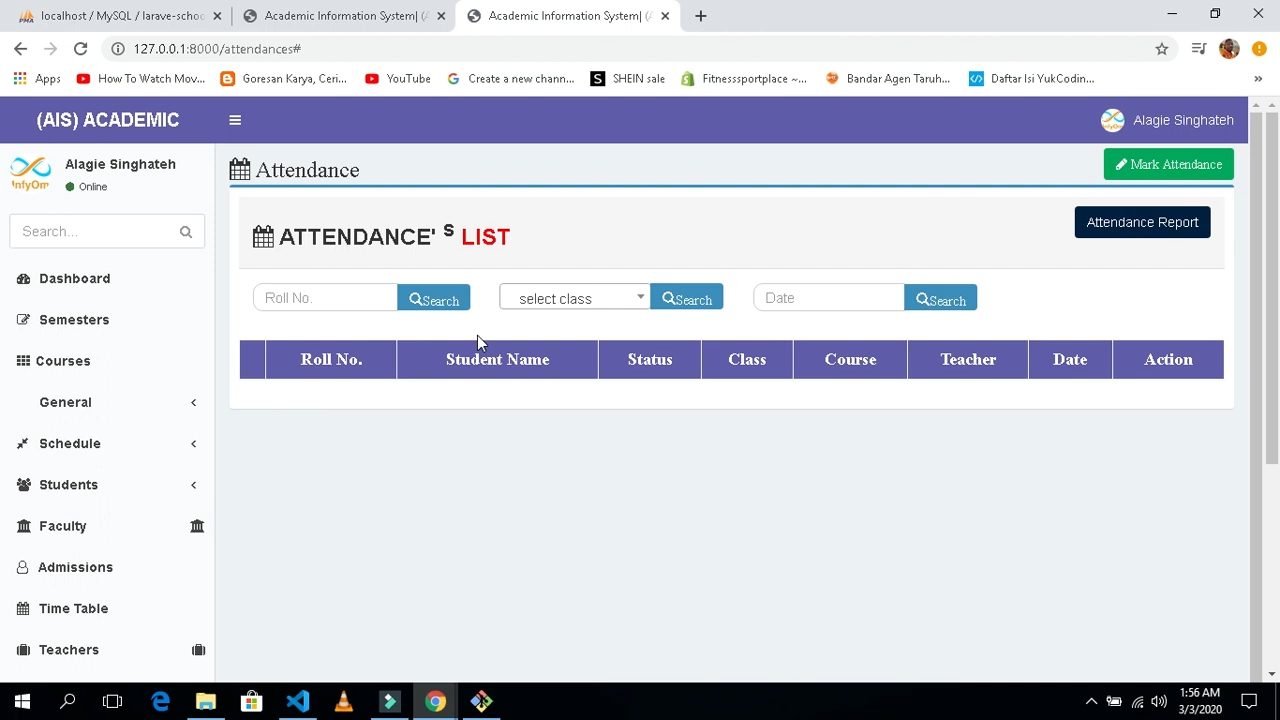 localhost / MySQL / larave-schoo
Academic Information System| (A
Academic Information System| (A
127.0.0.1:8000/attendances#
Apps
How To Watch Mov...
Goresan Karya, Ceri...
YouTube
Create a new chann...
SHEIN sale
Fitnesssportplace ~...
Bandar Agen Taruh...
Daftar Isi YukCodin...
»
(AIS) ACADEMIC
Alagie Singhateh
InfyOm
Alagie Singhateh
Online
Search...
Dashboard
Semesters
Courses
General
Schedule
Students
Faculty
Admissions
Time Table
Teachers
Attendance
Mark Attendance
ATTENDANCE' S LIST
Attendance Report
Roll No. Search
select class Search
Date Search
Roll No. Student Name Status Class Course Teacher Date Action
1:56 AM
3/3/2020